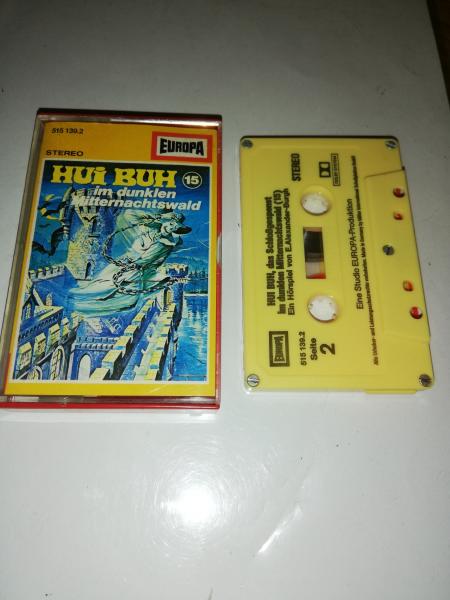 515 139.2
EUROPA
STEREO
HUI BUH
15
im dunklen
Mitternachtswald
STEREO
HUI BUH, das Schloßgespenst
im dunklen Mitternachtswald (15)
Ein Hörspiel von E.Alexander-Burgh
Eine Studio EUROPA-Produktion
EUROPA
515 139.2
Seite
2